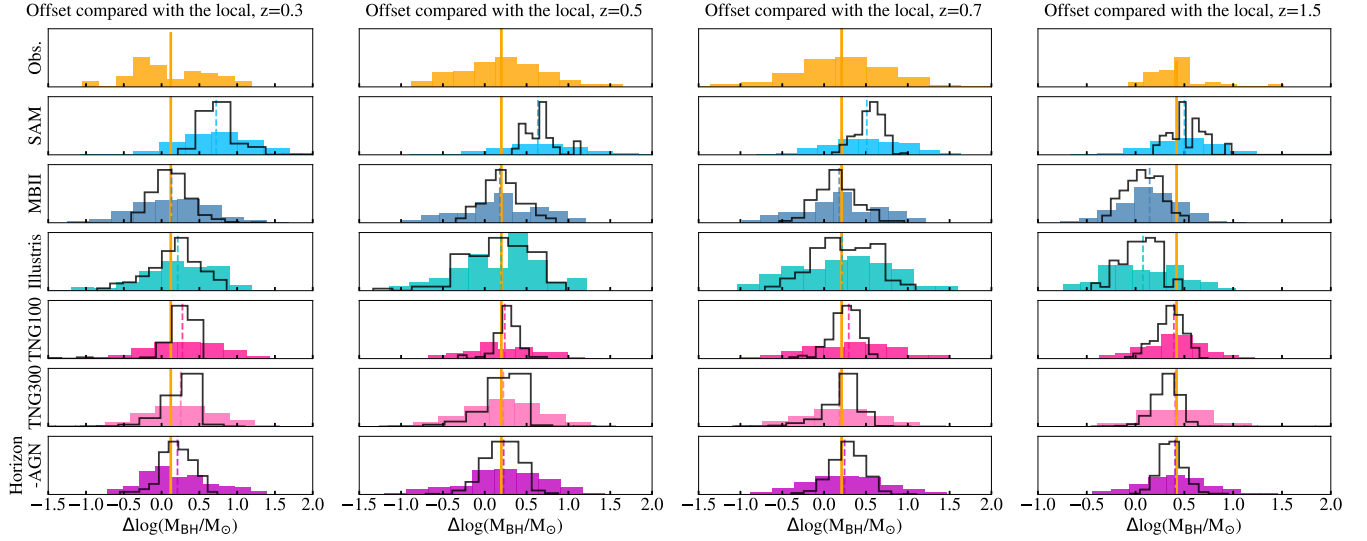 Offset compared with the local, z=0.3
Offset compared with the local, z=0.5
Offset compared with the local, z=0.7
Offset compared with the local, z=1.5
Obs.
SAM
MBII
Illustris
TNG100
TNG300
Horizon
-AGN
−1.5 −1.0 −0.5 0.0 0.5 1.0 1.5 2.0
−1.0 −0.5 0.0 0.5 1.0 1.5 2.0
−1.5 −1.0 −0.5 0.0 0.5 1.0 1.5 2.0
−1.0 −0.5 0.0 0.5 1.0 1.5 2.0
Δlog(M_BH/M_⊙)
Δlog(M_BH/M_⊙)
Δlog(M_BH/M_⊙)
Δlog(M_BH/M_⊙)